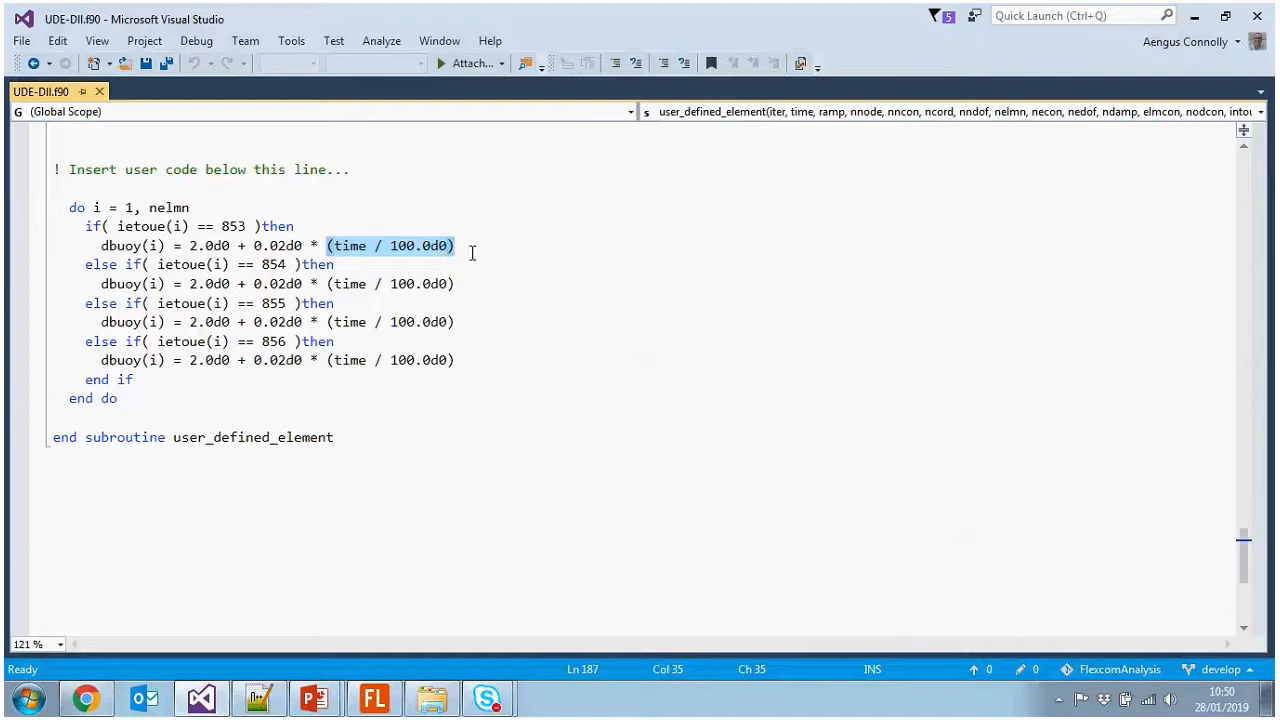 UDE-Dll.f90 - Microsoft Visual Studio
5
Quick Launch (Ctrl+Q)
File Edit View Project Debug Team Tools Test Analyze Window Help
Aengus Connolly
Attach...
UDE-Dll.f90
G (Global Scope)
s user_defined_element(iter, time, ramp, nnode, nncon, ncord, nndof, nelmn, necon, nedof, ndamp, elmcon, nodcon, intou
! Insert user code below this line...
do i = 1, nelmn
if( ietoue(i) == 853 )then
dbuoy(i) = 2.0d0 + 0.02d0 * (time / 100.0d0)
else if( ietoue(i) == 854 )then
dbuoy(i) = 2.0d0 + 0.02d0 * (time / 100.0d0)
else if( ietoue(i) == 855 )then
dbuoy(i) = 2.0d0 + 0.02d0 * (time / 100.0d0)
else if( ietoue(i) == 856 )then
dbuoy(i) = 2.0d0 + 0.02d0 * (time / 100.0d0)
end if
end do
end subroutine user_defined_element
121 %
Ready
Ln 187 Col 35 Ch 35 INS 0 0 FlexcomAnalysis develop
FL
10:50
28/01/2019